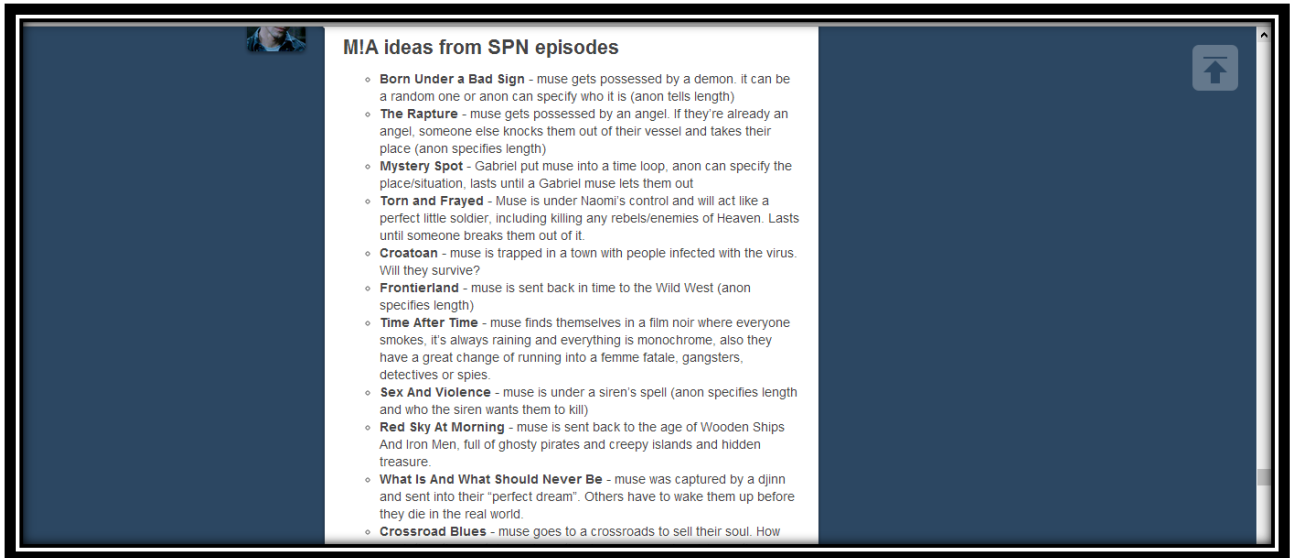 M!A ideas from SPN episodes
Born Under a Bad Sign - muse gets possessed by a demon. it can be
a random one or anon can specify who it is (anon tells length)
The Rapture - muse gets possessed by an angel. If they're already an
angel, someone else knocks them out of their vessel and takes their
place (anon specifies length)
Mystery Spot - Gabriel put muse into a time loop, anon can specify the
place/situation, lasts until a Gabriel muse lets them out
Torn and Frayed - Muse is under Naomi's control and will act like a
perfect little soldier, including killing any rebels/enemies of Heaven. Lasts
until someone breaks them out of it.
Croatoan - muse is trapped in a town with people infected with the virus.
Will they survive?
Frontierland - muse is sent back in time to the Wild West (anon
specifies length)
Time After Time - muse finds themselves in a film noir where everyone
smokes, it's always raining and everything is monochrome, also they
have a great change of running into a femme fatale, gangsters,
detectives or spies.
Sex And Violence - muse is under a siren's spell (anon specifies length
and who the siren wants them to kill)
Red Sky At Morning - muse is sent back to the age of Wooden Ships
And Iron Men, full of ghosty pirates and creepy islands and hidden
treasure.
What Is And What Should Never Be - muse was captured by a djinn
and sent into their “perfect dream”. Others have to wake them up before
they die in the real world.
Crossroad Blues - muse goes to a crossroads to sell their soul. How